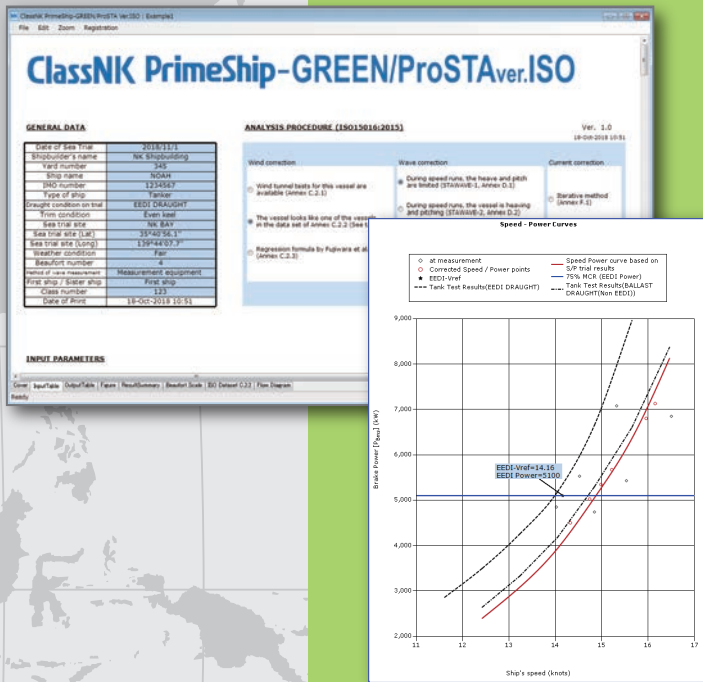 ClassNK PrimeShip-GREEN/ProSTA Ver.ISO : Example1
File Edit Zoom Registration
ClassNK PrimeShip-GREEN/ProSTAver.ISO
GENERAL DATA
Date of Sea Trial 2018/11/1
Shipbuilder's name NK Shipbuilding
Yard number 345
Ship name NOAH
IMO number 1234567
Type of ship Tanker
Draught condition on trial EEDI DRAUGHT
Trim condition Even keel
Sea trial site NK BAY
Sea trial site (Lat) 35°40'56.1"
Sea trial site (Long) 139°44'07.7"
Weather condition Fair
Beaufort number 4
Method of wave measurement Measurement equipment
First ship / Sister ship First ship
Class number 123
Date of Print 18-Oct-2018 10:51
INPUT PARAMETERS
ANALYSIS PROCEDURE (ISO15016:2015)
Ver. 1.0
18-Oct-2018 10:51
Wind correction
Wind tunnel tests for this vessel are
available (Annex C.2.1)
The vessel looks like one of the vessels
in the data set of Annex C.2.2 (See t
Regression formula by Fujiwara et al.
(Annex C.2.3)
Wave correction
During speed runs, the heave and pitch
are limited (STAWAVE-1, Annex D.1)
During speed runs, the vessel is heaving
and pitching (STAWAVE-2, Annex D.2)
Current correction
Iterative method
(Annex F.1)
Cover InputTable OutputTable Figure ResultSummary Beaufort Scale ISO Dataset C.2.2 Flow Diagram
Ready
Speed - Power Curves
at measurement
Corrected Speed / Power points
EEDI-Vref
Tank Test Results(EEDI DRAUGHT)
Speed Power curve based on
S/P trial results
75% MCR (EEDI Power)
Tank Test Results(BALLAST
DRAUGHT(Non EEDI))
9,000
8,000
7,000
6,000
5,000
4,000
3,000
2,000
Brake Power (kW)
EEDI-Vref=14.16
EEDI Power=5100
11 12 13 14 15 16 17
Ship's speed (knots)